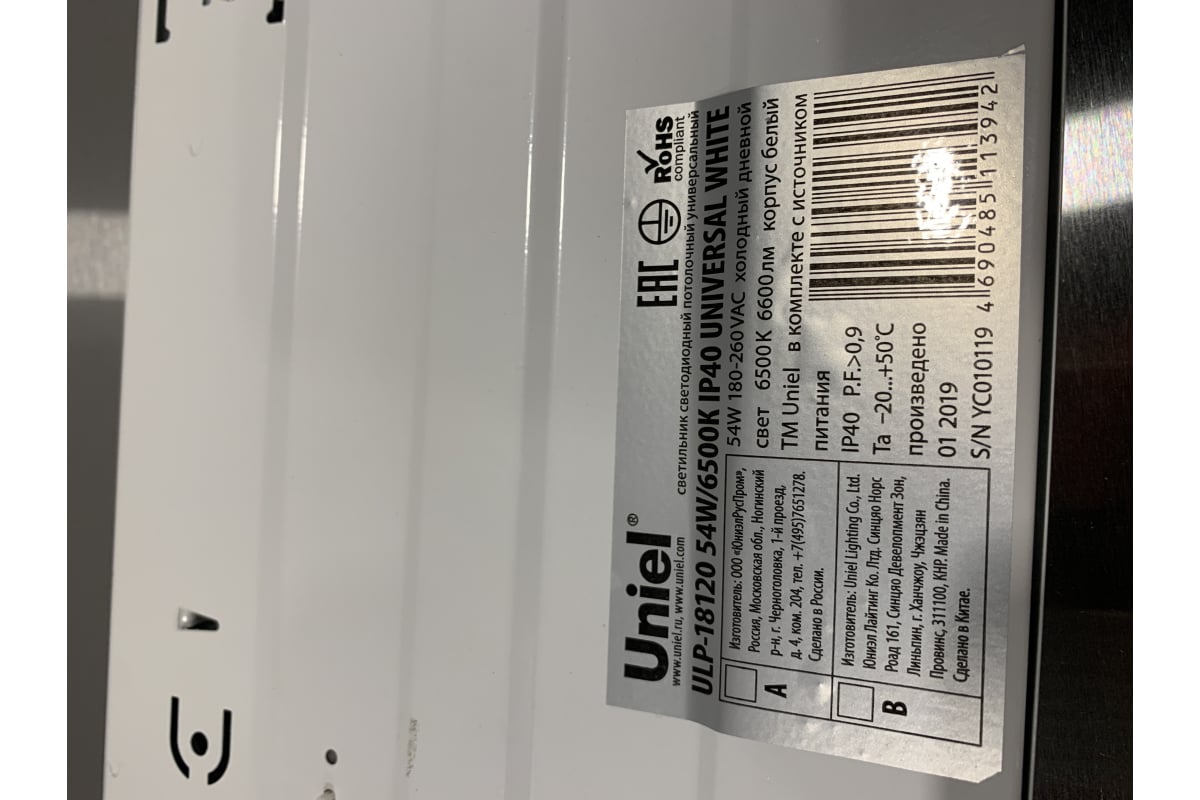 Uniel®
www.uniel.ru, www.uniel.com
EAC
RoHS
compliant
светильник светодиодный потолочный универсальный
ULP-18120 54W/6500K IP40 UNIVERSAL WHITE
54W 180-260VAC холодный дневной
свет 6500K 6600лм корпус белый
TM Uniel в комплекте с источником
питания
IP40 P.F.>0,9
Ta –20...+50°C
произведено
01 2019
S/N YC010119
4 690485 113942
A
Изготовитель: ООО «ЮниэлРусПром»,
Россия, Московская обл., Ногинский
р-н, г. Черноголовка, 1-й проезд,
д. 4, ком. 204, тел. +7(495)7651278.
Сделано в России.
B
Изготовитель: Uniel Lighting Co., Ltd.
Юниэл Лайтинг Ко. Лтд. Синцяо Норс
Роад 161, Синцяо Девелопмент Зон,
Линьпин, г. Ханчжоу, Чжэцзян
Провинс, 311100, КНР. Made in China.
Сделано в Китае.